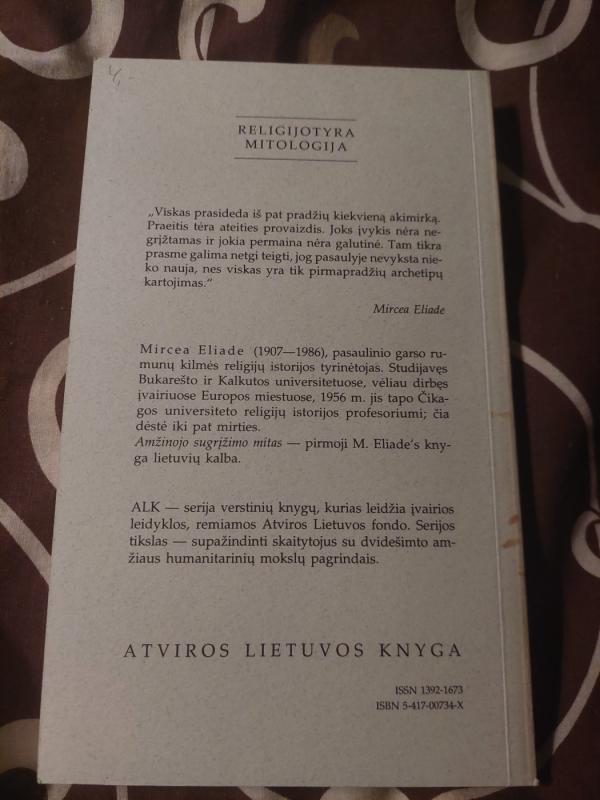 4,-
RELIGIJOTYRA
MITOLOGIJA
„Viskas prasideda iš pat pradžių kiekvieną akimirką.
Praeitis tėra ateities provaizdis. Joks įvykis nėra ne-
grįžtamas ir jokia permaina nėra galutinė. Tam tikra
prasme galima netgi teigti, jog pasaulyje nevyksta nie-
ko nauja, nes viskas yra tik pirmapradžių archetipų
kartojimas.“
Mircea Eliade
Mircea Eliade (1907—1986), pasaulinio garso ru-
munų kilmės religijų istorijos tyrinėtojas. Studijavęs
Bukarešto ir Kalkutos universitetuose, vėliau dirbęs
įvairiuose Europos miestuose, 1956 m. jis tapo Čika-
gos universiteto religijų istorijos profesoriumi; čia
dėstė iki pat mirties.
Amžinojo sugrįžimo mitas — pirmoji M. Eliade's kny-
ga lietuvių kalba.
ALK — serija verstinių knygų, kurias leidžia įvairios
leidyklos, remiamos Atviros Lietuvos fondo. Serijos
tikslas — supažindinti skaitytojus su dvidešimto am-
žiaus humanitarinių mokslų pagrindais.
ATVIROS LIETUVOS KNYGA
ISSN 1392-1673
ISBN 5-417-00734-X